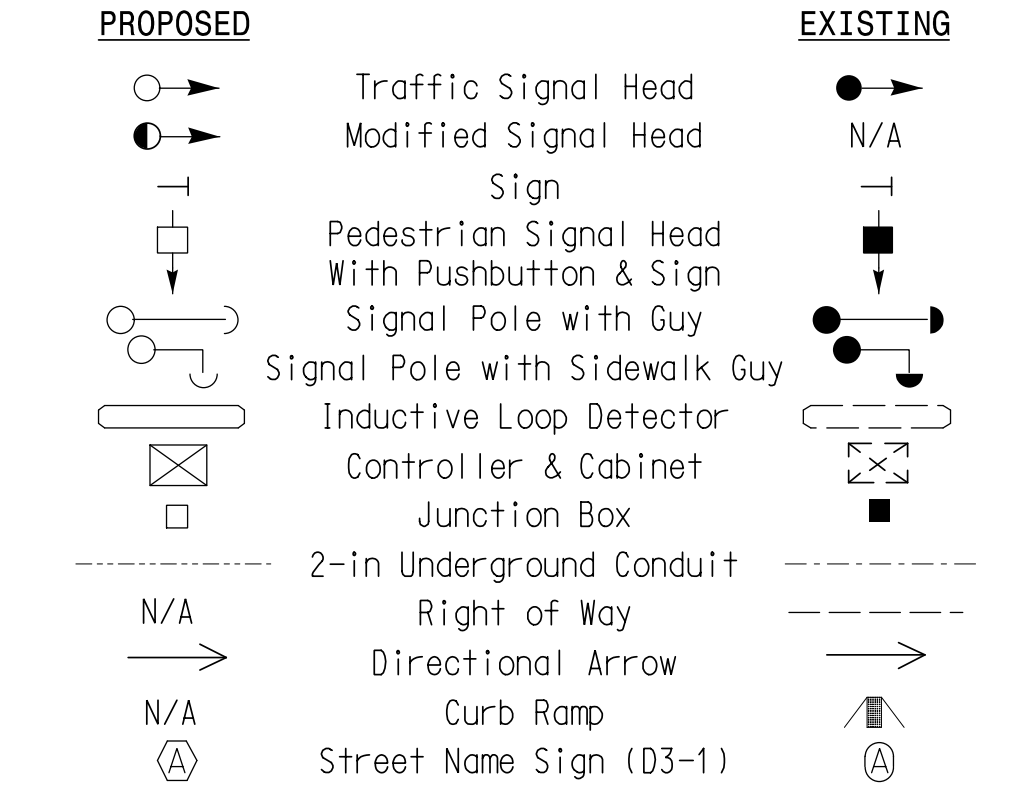 PROPOSED EXISTING
Traffic Signal Head
Modified Signal Head N/A
Sign
Pedestrian Signal Head
With Pushbutton & Sign
Signal Pole with Guy
Signal Pole with Sidewalk Guy
Inductive Loop Detector
Controller & Cabinet
Junction Box
2-in Underground Conduit
N/A Right of Way
Directional Arrow
N/A Curb Ramp
A Street Name Sign (D3-1) A